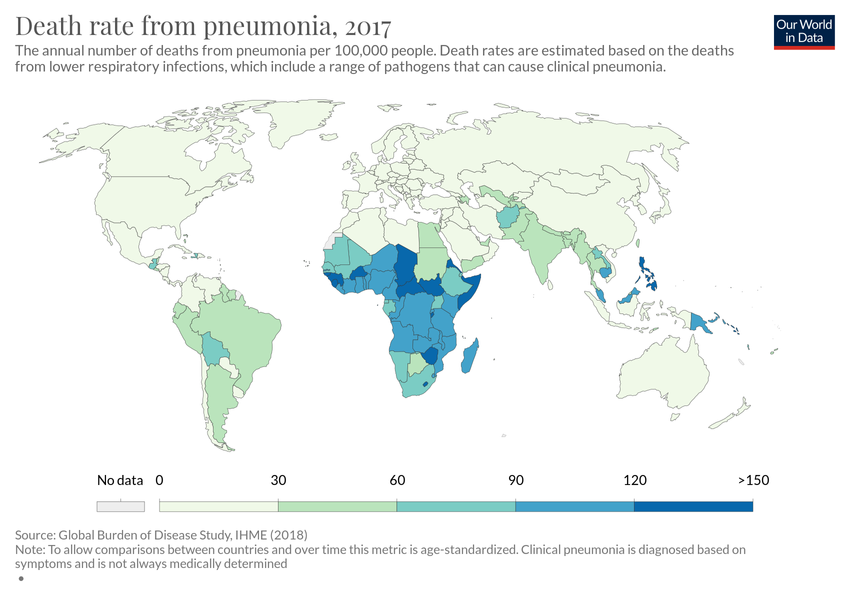 Death rate from pneumonia, 2017
Our World
in Data
The annual number of deaths from pneumonia per 100,000 people. Death rates are estimated based on the deaths
from lower respiratory infections, which include a range of pathogens that can cause clinical pneumonia.
No data 0 30 60 90 120 >150
Source: Global Burden of Disease Study, IHME (2018)
Note: To allow comparisons between countries and over time this metric is age-standardized. Clinical pneumonia is diagnosed based on
symptoms and is not always medically determined
•